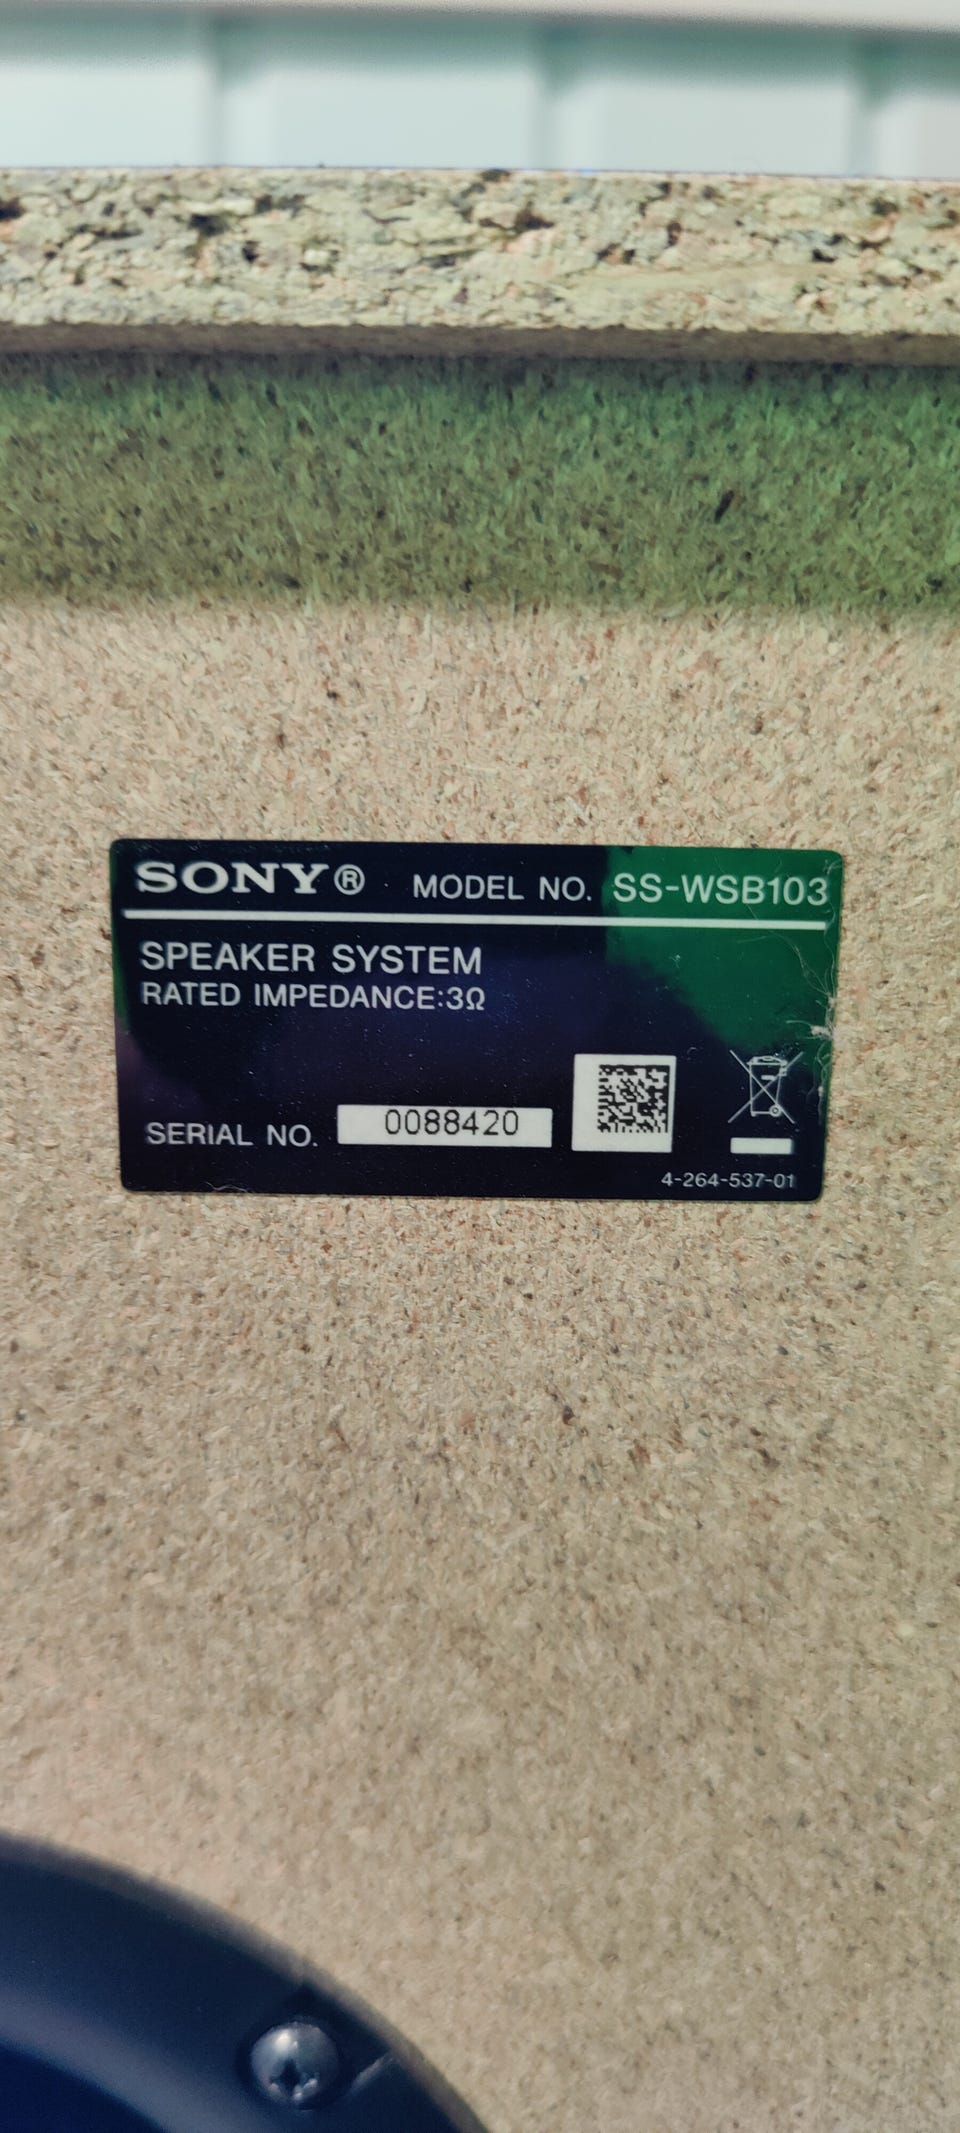 SONY® MODEL NO. SS-WSB103
SPEAKER SYSTEM
RATED IMPEDANCE:3Ω
SERIAL NO. 0088420
4-264-537-01